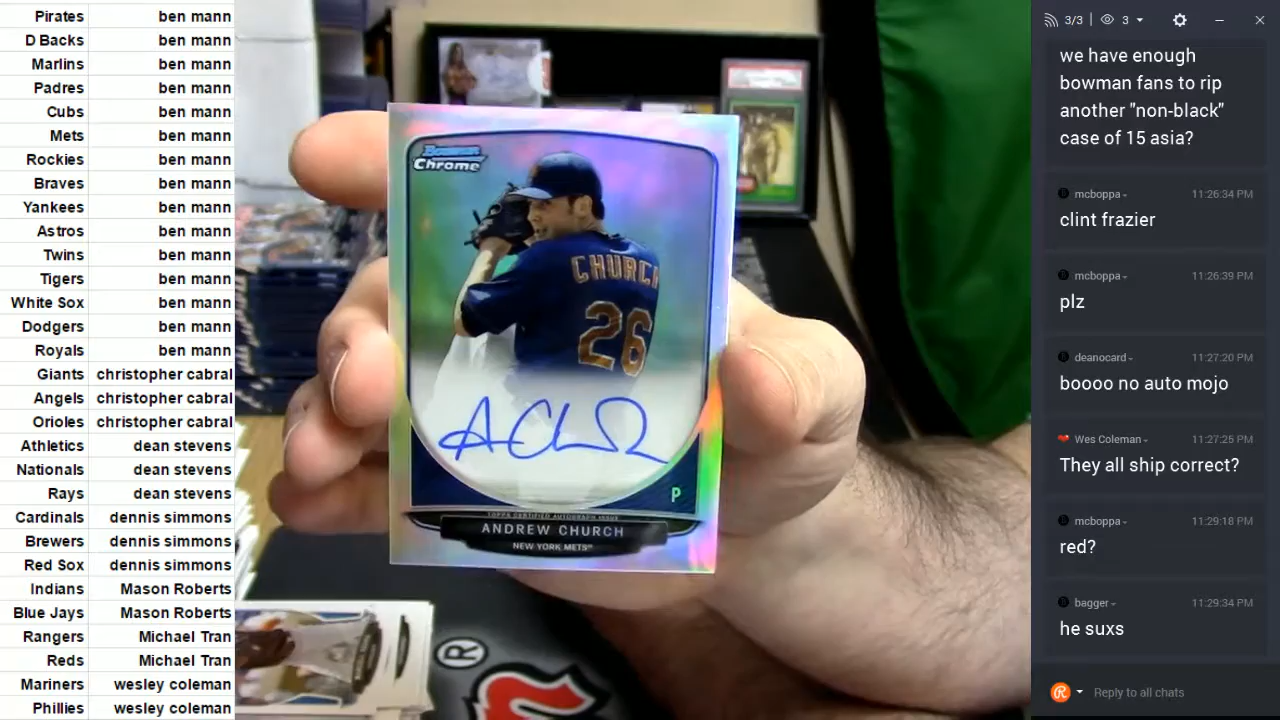 Pirates ben mann
D Backs ben mann
Marlins ben mann
Padres ben mann
Cubs ben mann
Mets ben mann
Rockies ben mann
Braves ben mann
Yankees ben mann
Astros ben mann
Twins ben mann
Tigers ben mann
White Sox ben mann
Dodgers ben mann
Royals ben mann
Giants christopher cabral
Angels christopher cabral
Orioles christopher cabral
Athletics dean stevens
Nationals dean stevens
Rays dean stevens
Cardinals dennis simmons
Brewers dennis simmons
Red Sox dennis simmons
Indians Mason Roberts
Blue Jays Mason Roberts
Rangers Michael Tran
Reds Michael Tran
Mariners wesley coleman
Phillies wesley coleman
Bowman
Chrome
CHURCH
26
A Church
P
TOPPS CERTIFIED AUTOGRAPH ISSUE
ANDREW CHURCH
NEW YORK METS™
®
3/3 3
we have enough
bowman fans to rip
another "non-black"
case of 15 asia?
mcboppa 11:26:34 PM
clint frazier
mcboppa 11:26:39 PM
plz
deanocard 11:27:20 PM
boooo no auto mojo
Wes Coleman 11:27:25 PM
They all ship correct?
mcboppa 11:29:18 PM
red?
bagger 11:29:34 PM
he suxs
Reply to all chats